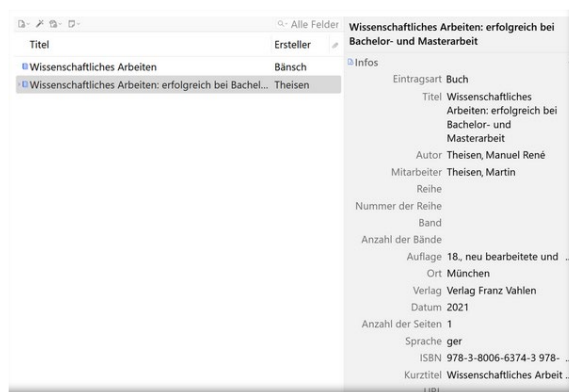 Alle Felder
Titel
Ersteller
Wissenschaftliches Arbeiten
Bänsch
Wissenschaftliches Arbeiten: erfolgreich bei Bachel...
Theisen
Wissenschaftliches Arbeiten: erfolgreich bei
Bachelor- und Masterarbeit
Infos
Eintragsart Buch
Titel Wissenschaftliches
Arbeiten: erfolgreich bei
Bachelor- und
Masterarbeit
Autor Theisen, Manuel René
Mitarbeiter Theisen, Martin
Reihe
Nummer der Reihe
Band
Anzahl der Bände
Auflage 18., neu bearbeitete und ...
Ort München
Verlag Verlag Franz Vahlen
Datum 2021
Anzahl der Seiten 1
Sprache ger
ISBN 978-3-8006-6374-3 978- ...
Kurztitel Wissenschaftliches Arbeit ...
URL